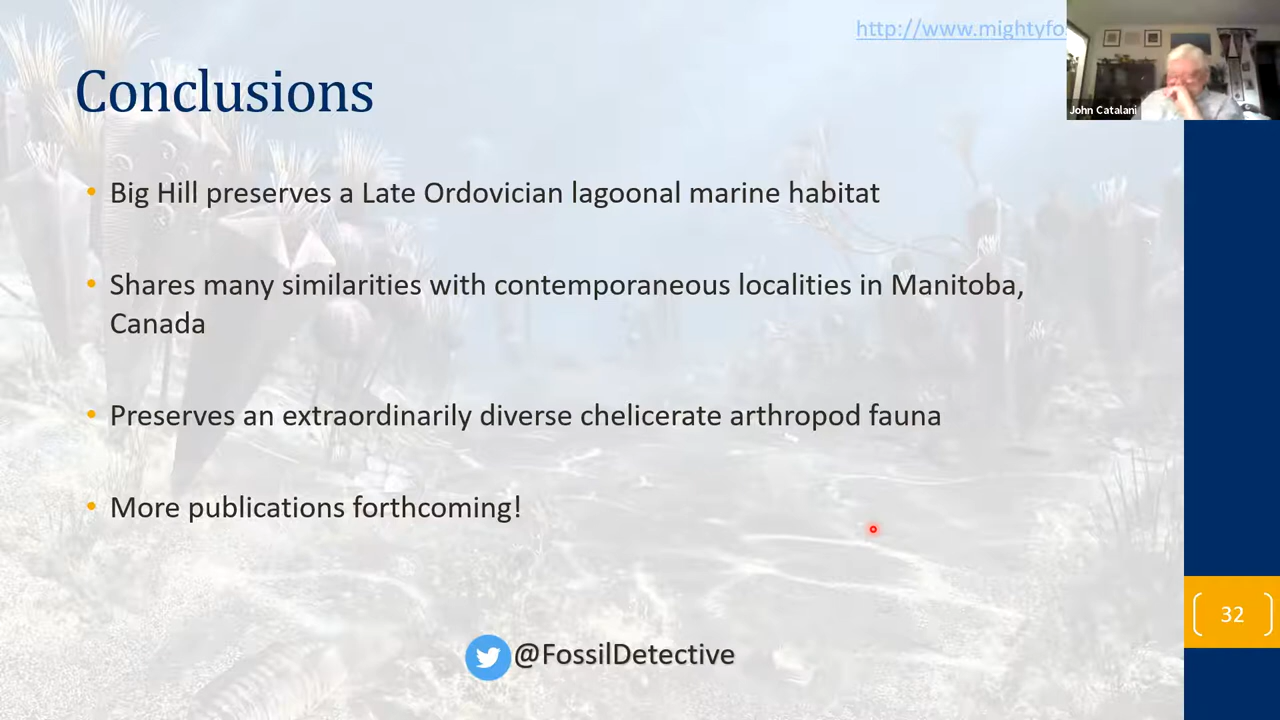 http://www.mightyfo
John Catalani
Conclusions
• Big Hill preserves a Late Ordovician lagoonal marine habitat
• Shares many similarities with contemporaneous localities in Manitoba,
Canada
• Preserves an extraordinarily diverse chelicerate arthropod fauna
• More publications forthcoming!
32
@FossilDetective